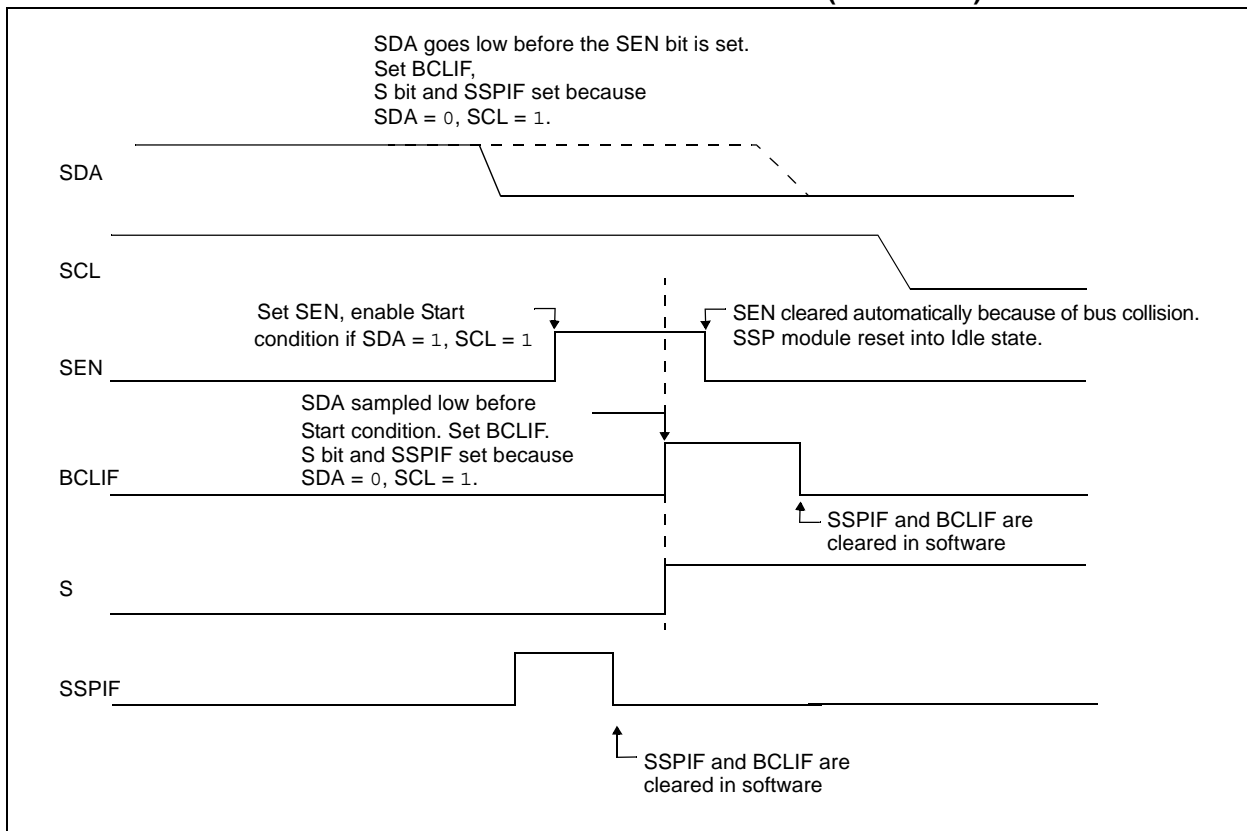 SDA goes low before the SEN bit is set.
Set BCLIF,
S bit and SSPIF set because
SDA = 0, SCL = 1.
SDA
SCL
Set SEN, enable Start
condition if SDA = 1, SCL = 1
SEN cleared automatically because of bus collision.
SSP module reset into Idle state.
SEN
SDA sampled low before
Start condition. Set BCLIF.
S bit and SSPIF set because
SDA = 0, SCL = 1.
BCLIF
SSPIF and BCLIF are
cleared in software
S
SSPIF
SSPIF and BCLIF are
cleared in software